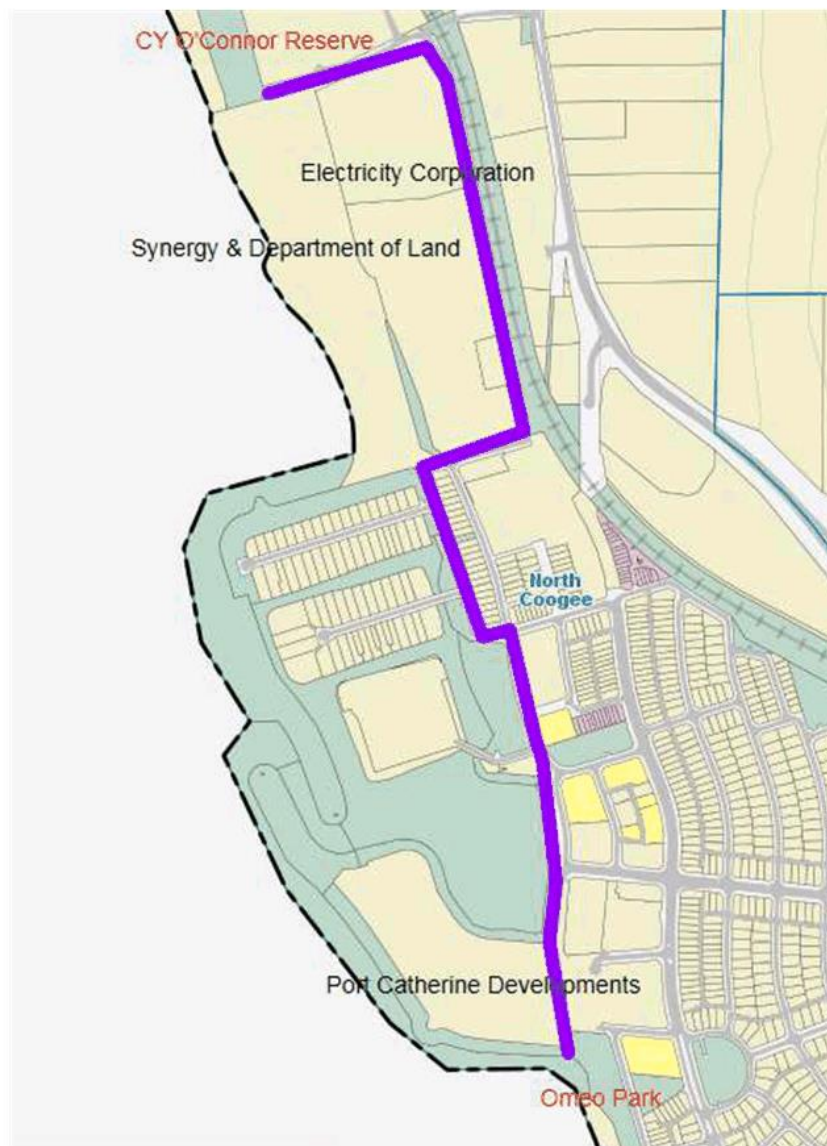 CY O'Connor Reserve
Electricity Corporation
Synergy & Department of Land
North
Coogee
Port Catherine Developments
Omeo Park